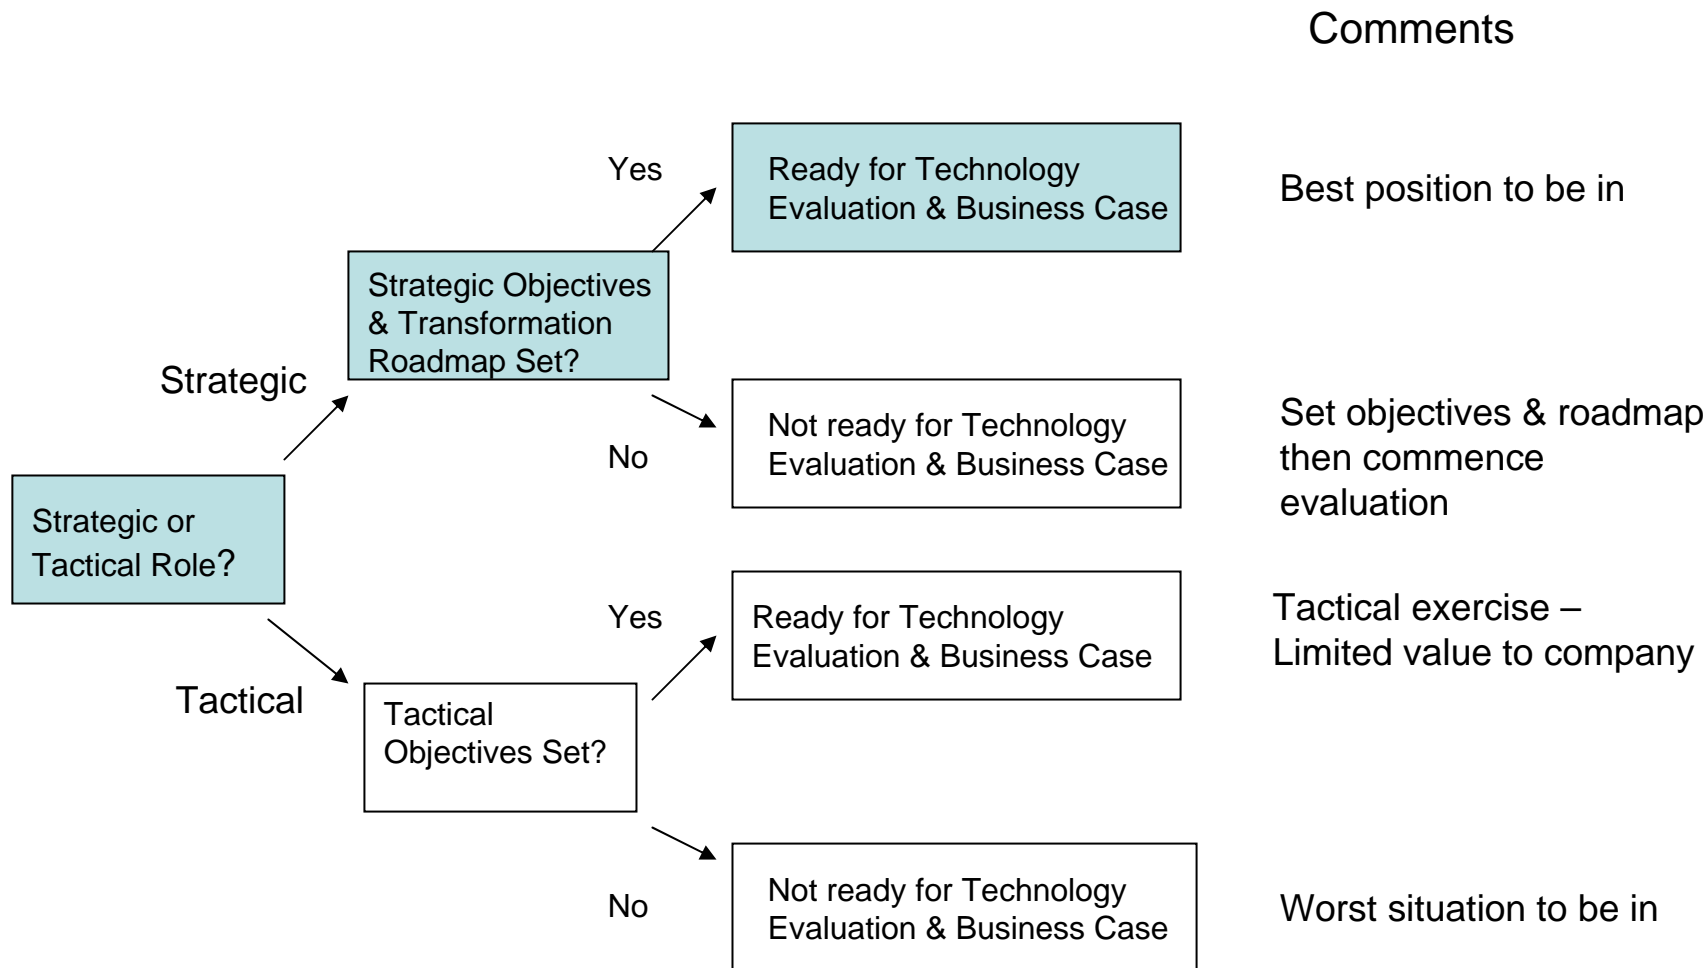 Comments
Yes
Ready for Technology
Evaluation & Business Case
Best position to be in
Strategic Objectives
& Transformation
Roadmap Set?
Strategic
No
Not ready for Technology
Evaluation & Business Case
Set objectives & roadmap
then commence
evaluation
Strategic or
Tactical Role?
Yes
Ready for Technology
Evaluation & Business Case
Tactical exercise –
Limited value to company
Tactical
Tactical
Objectives Set?
No
Not ready for Technology
Evaluation & Business Case
Worst situation to be in